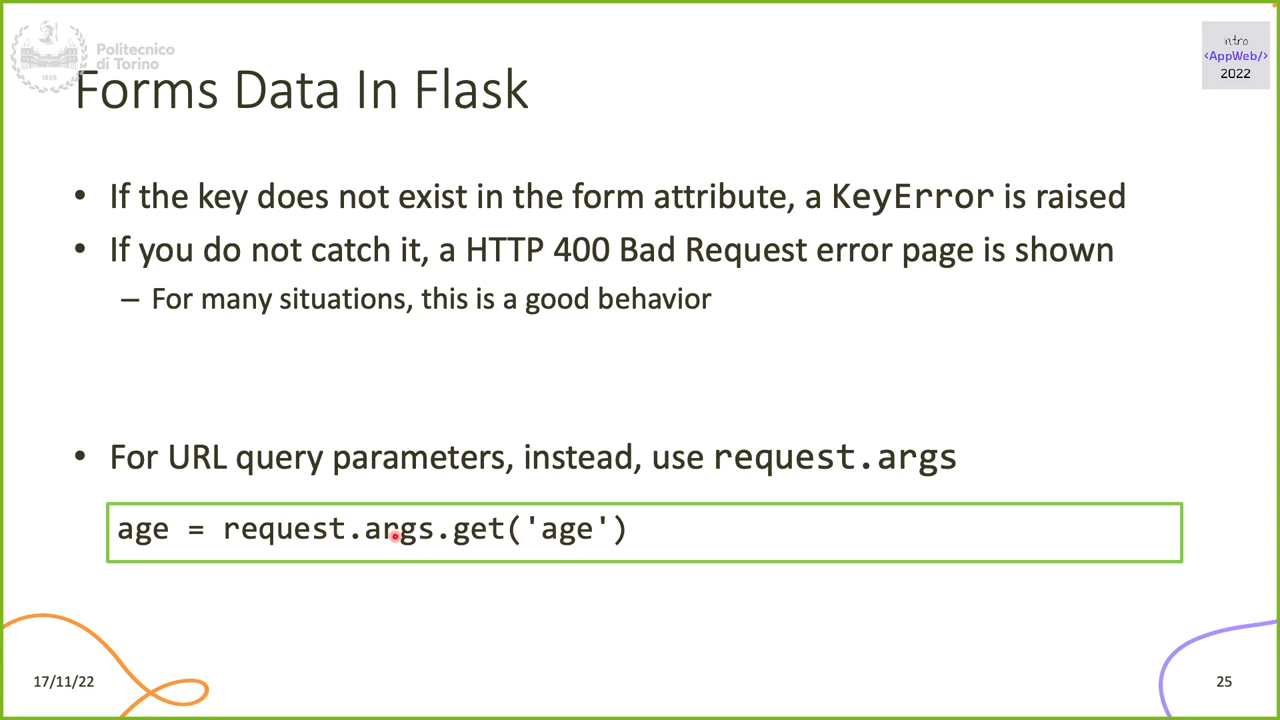 Politecnico
di Torino
1859
intro
<AppWeb/>
2022
Forms Data In Flask
• If the key does not exist in the form attribute, a KeyError is raised
• If you do not catch it, a HTTP 400 Bad Request error page is shown
– For many situations, this is a good behavior
• For URL query parameters, instead, use request.args
age = request.args.get('age')
17/11/22
25